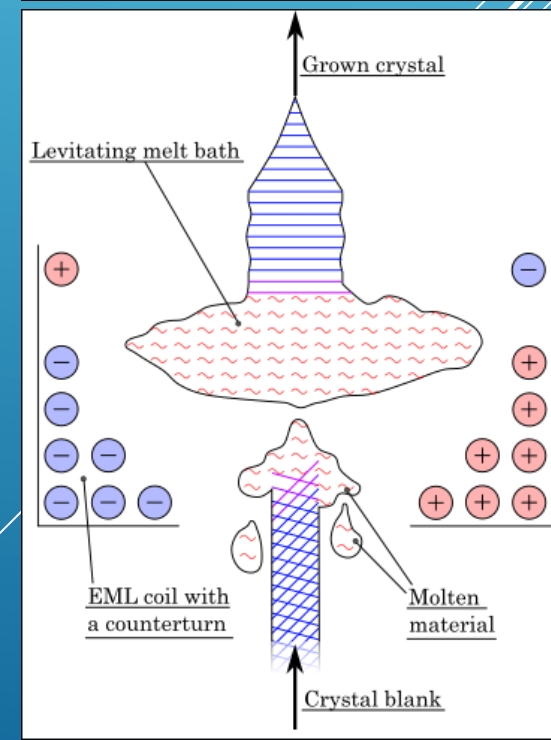 Grown crystal
Levitating melt bath
+
−
−
+
−
+
−
−
+
+
−
−
−
+
+
+
EML coil with
a counterturn
Molten
material
Crystal blank